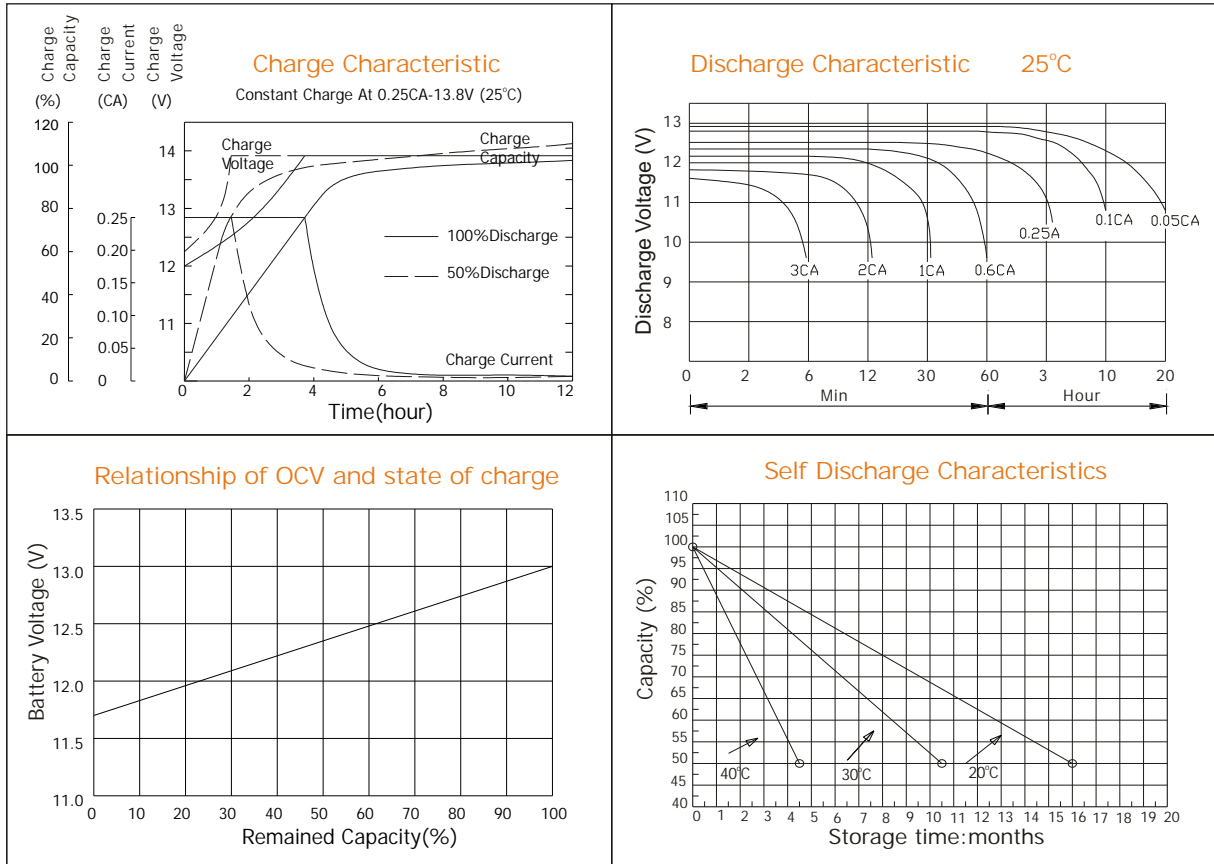 Charge Capacity
Charge Current
Charge Voltage
(%)
(CA)
(V)
Charge Characteristic
Constant Charge At 0.25CA-13.8V (25°C)
120
100
80
60
40
20
0
0.25
0.20
0.15
0.10
0.05
0
14
13
12
11
Charge Voltage
Charge Capacity
100%Discharge
50%Discharge
Charge Current
0 2 4 6 8 10 12
Time(hour)
Discharge Characteristic 25°C
Discharge Voltage (V)
13
12
11
10
9
8
3CA 2CA 1CA 0.6CA 0.25A 0.1CA 0.05CA
0 2 6 12 30 60 3 10 20
Min Hour
Relationship of OCV and state of charge
Battery Voltage (V)
13.5
13.0
12.5
12.0
11.5
11.0
0 10 20 30 40 50 60 70 80 90 100
Remained Capacity(%)
Self Discharge Characteristics
Capacity (%)
110
105
100
95
90
85
80
75
70
65
60
55
50
45
40
40°C 30°C 20°C
0 1 2 3 4 5 6 7 8 9 10 11 12 13 14 15 16 17 18 19 20
Storage time:months